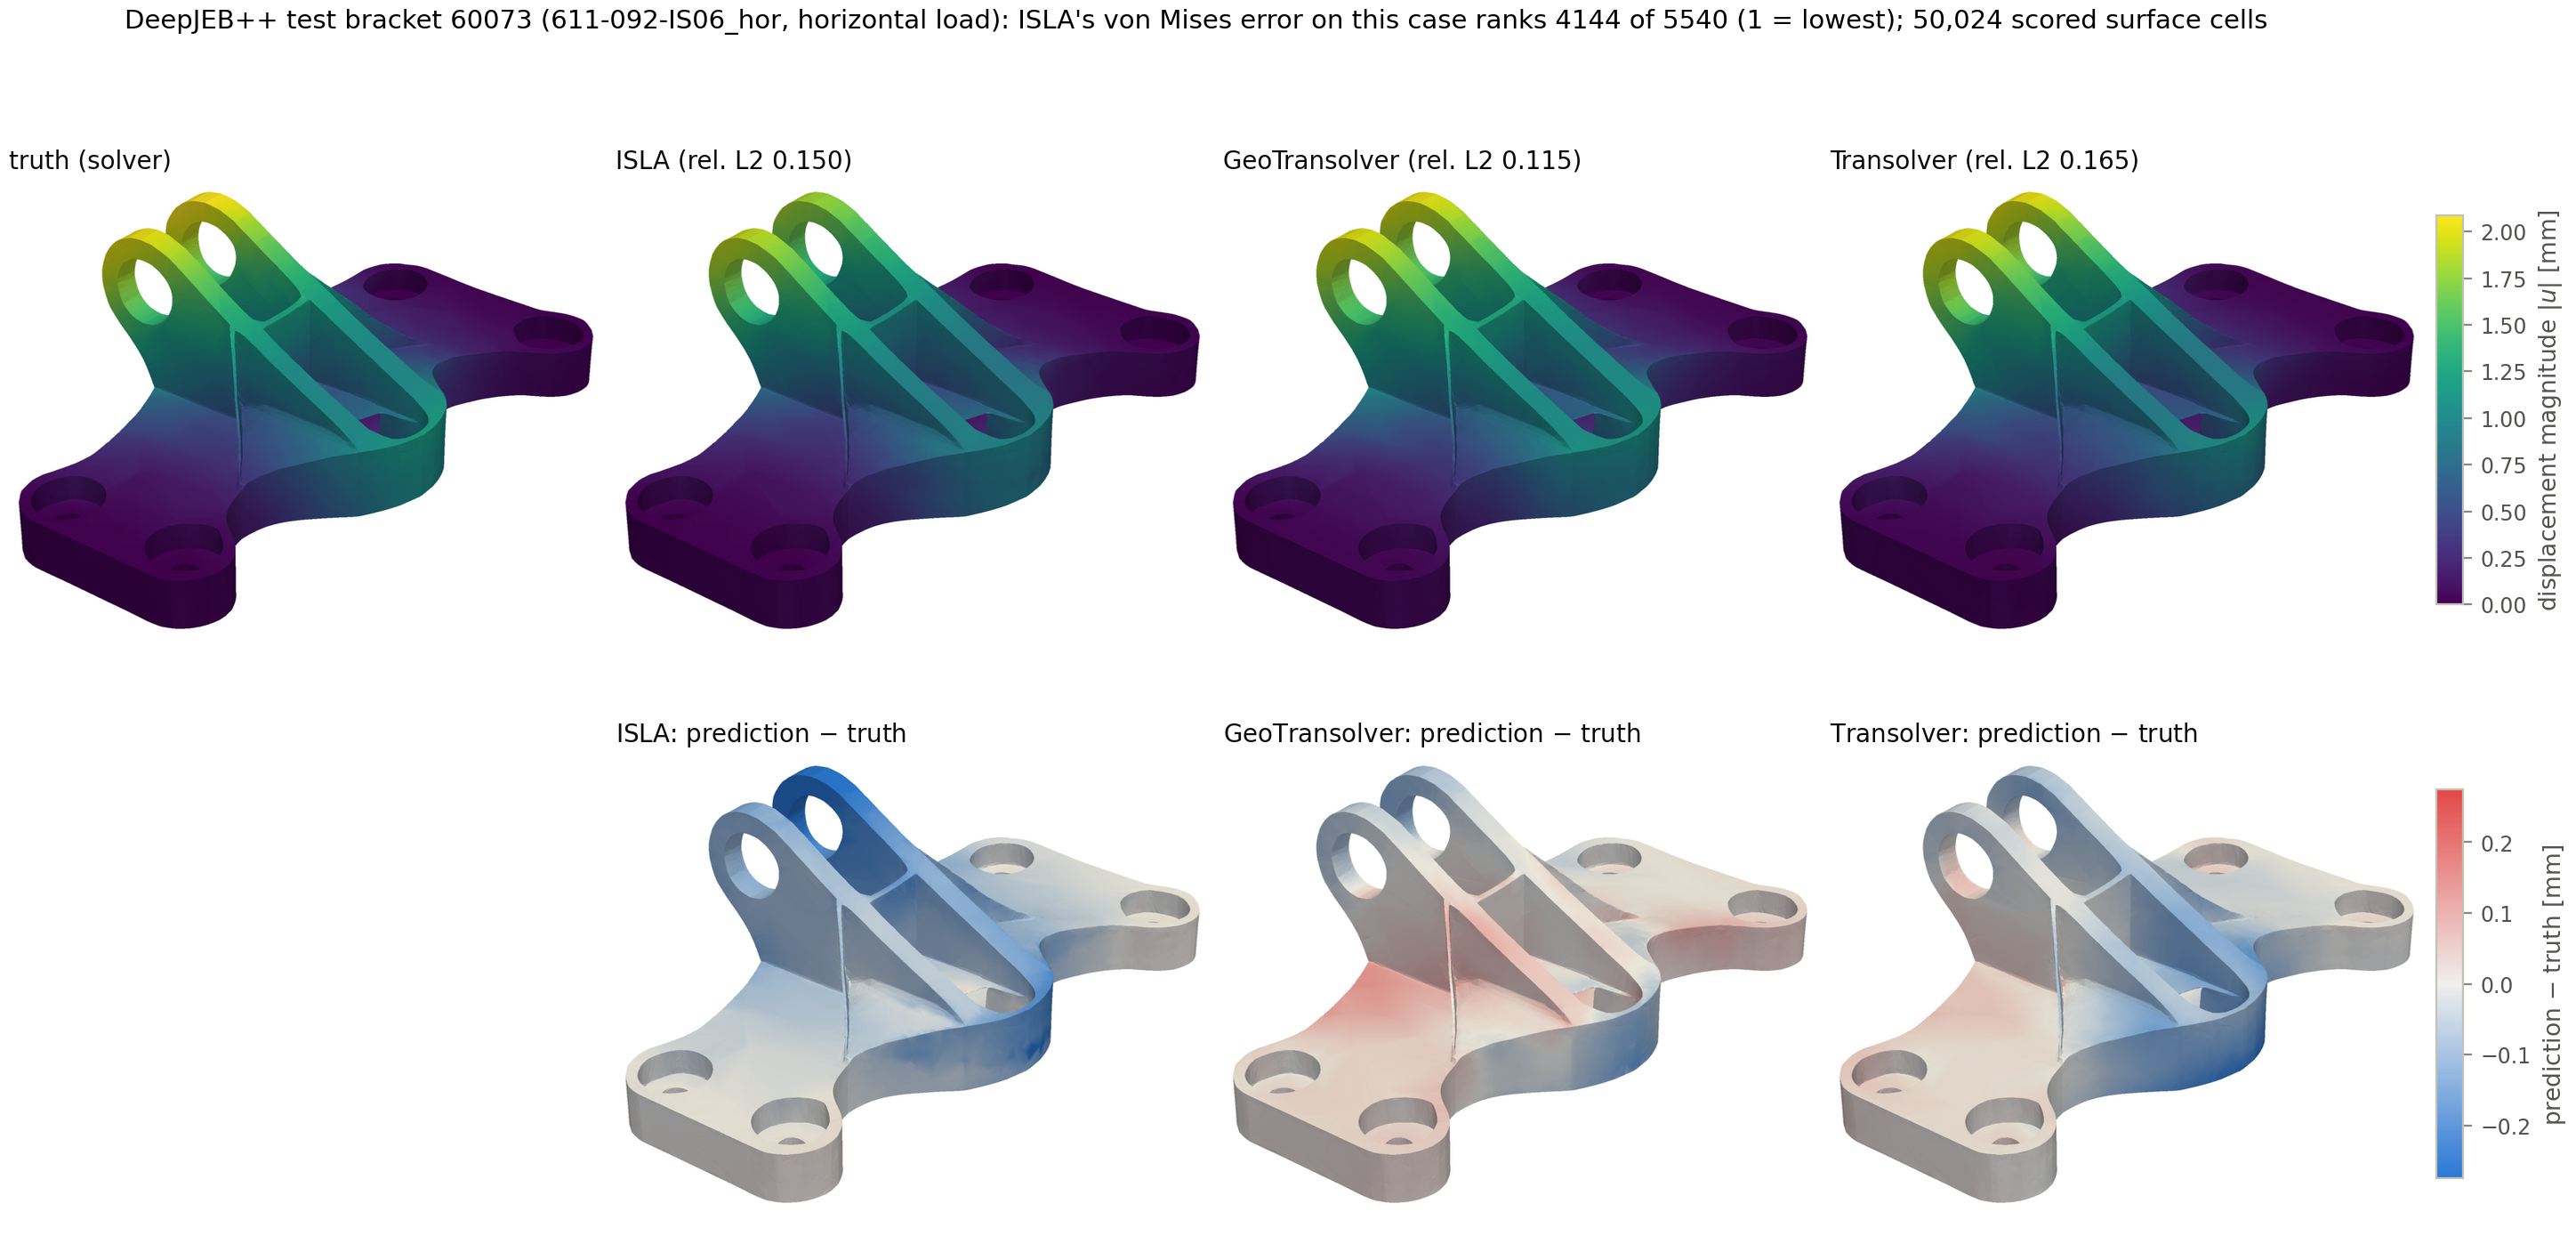 DeepJEB++ test bracket 60073 (611-092-IS06_hor, horizontal load): ISLA's von Mises error on this case ranks 4144 of 5540 (1 = lowest); 50,024 scored surface cells
truth (solver)
ISLA (rel. L2 0.150)
GeoTransolver (rel. L2 0.115)
Transolver (rel. L2 0.165)
2.00
1.75
1.50
1.25
1.00
0.75
0.50
0.25
0.00
displacement magnitude |u| [mm]
ISLA: prediction − truth
GeoTransolver: prediction − truth
Transolver: prediction − truth
0.2
0.1
0.0
−0.1
−0.2
prediction − truth [mm]